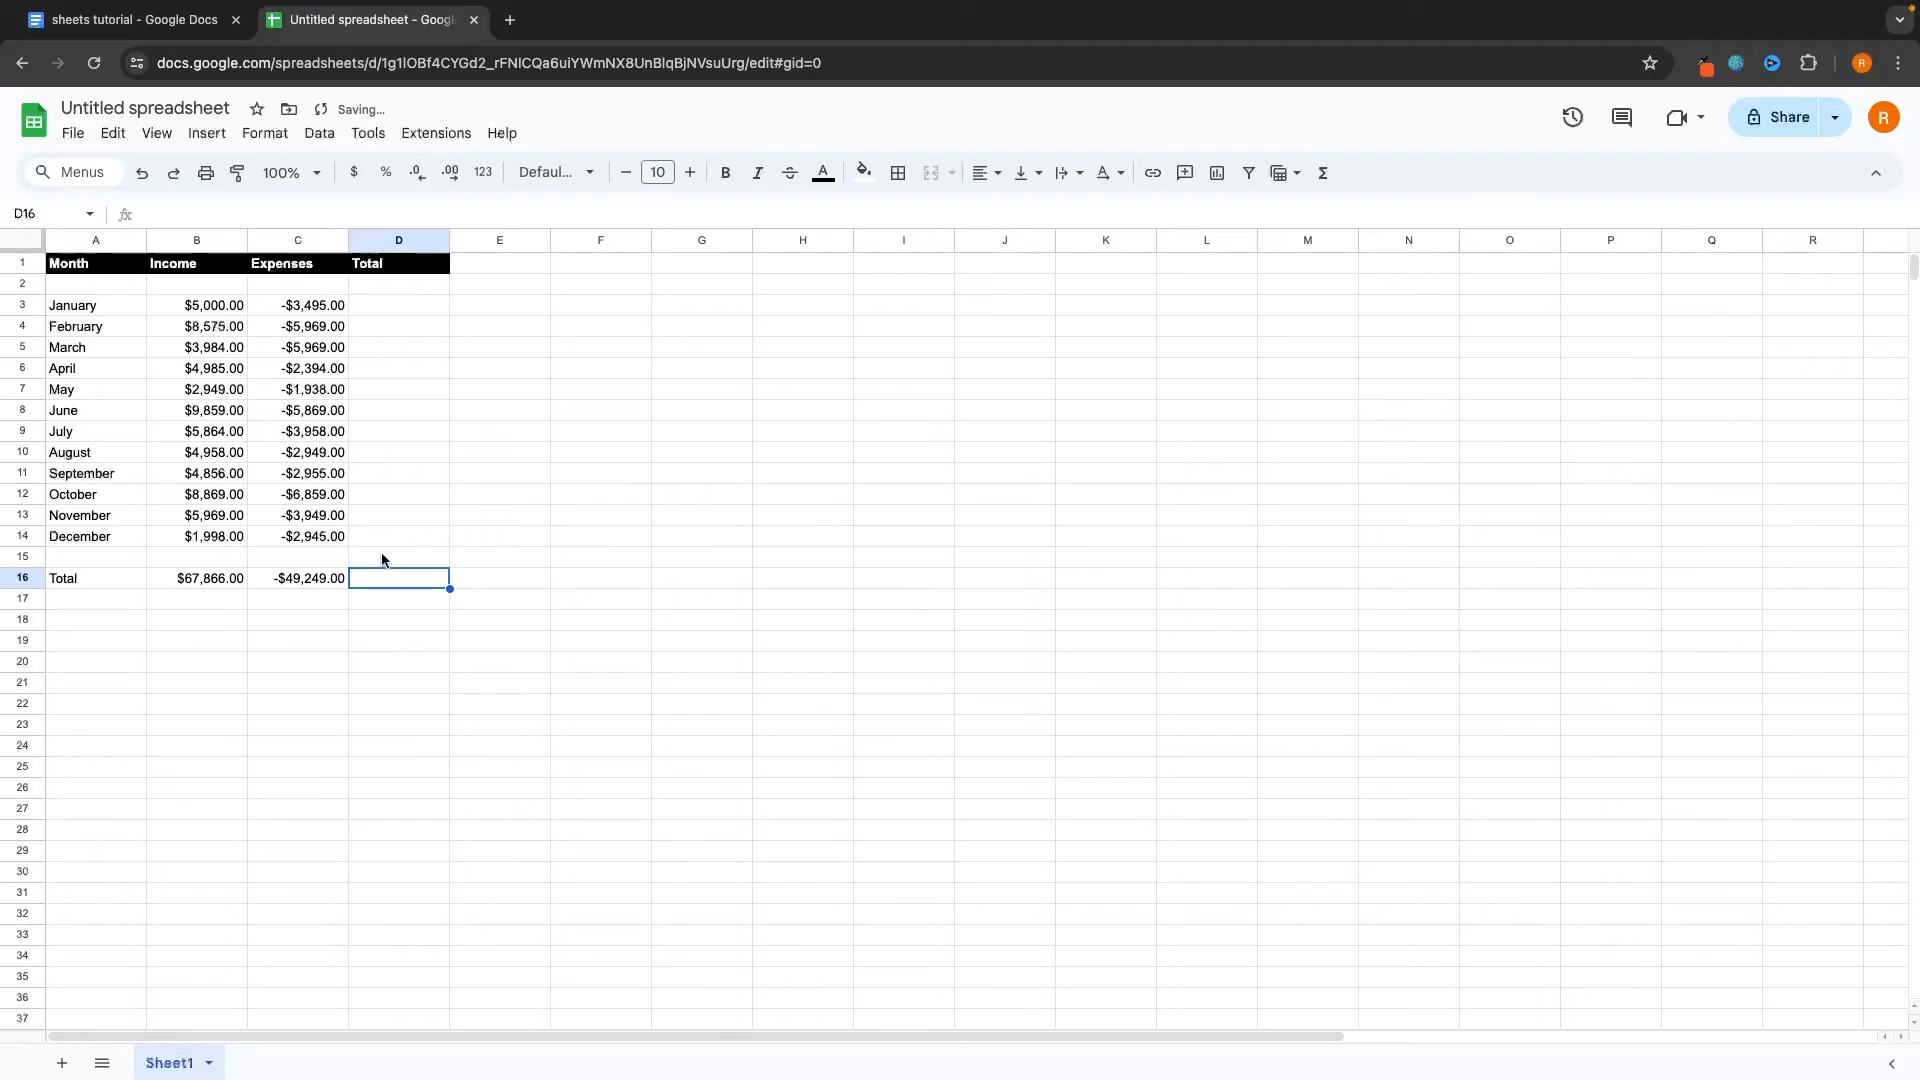 sheets tutorial - Google Docs
Untitled spreadsheet - Googl
docs.google.com/spreadsheets/d/1g1lOBf4CYGd2_rFNlCQa6uiYWmNX8UnBlqBjNVsuUrg/edit#gid=0
R
Untitled spreadsheet
Saving...
File Edit View Insert Format Data Tools Extensions Help
Share
R
Menus 100% $ % .0 .00 123 Defaul... 10 B I A Σ
D16 fx
A B C D E F G H I J K L M N O P Q R
1 Month Income Expenses Total
2
3 January $5,000.00 -$3,495.00
4 February $8,575.00 -$5,969.00
5 March $3,984.00 -$5,969.00
6 April $4,985.00 -$2,394.00
7 May $2,949.00 -$1,938.00
8 June $9,859.00 -$5,869.00
9 July $5,864.00 -$3,958.00
10 August $4,958.00 -$2,949.00
11 September $4,856.00 -$2,955.00
12 October $8,869.00 -$6,859.00
13 November $5,969.00 -$3,949.00
14 December $1,998.00 -$2,945.00
15
16 Total $67,866.00 -$49,249.00
17
18
19
20
21
22
23
24
25
26
27
28
29
30
31
32
33
34
35
36
37
Sheet1